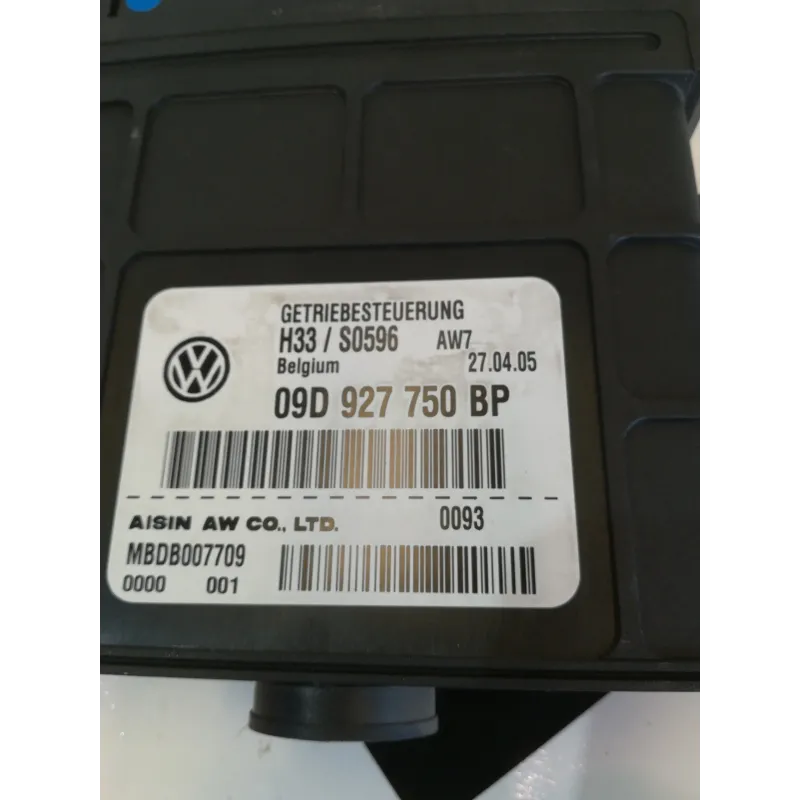 GETRIEBESTEUERUNG
H33 / S0596 AW7
Belgium 27.04.05
09D 927 750 BP
AISIN AW CO., LTD. 0093
MBDB007709
0000 001